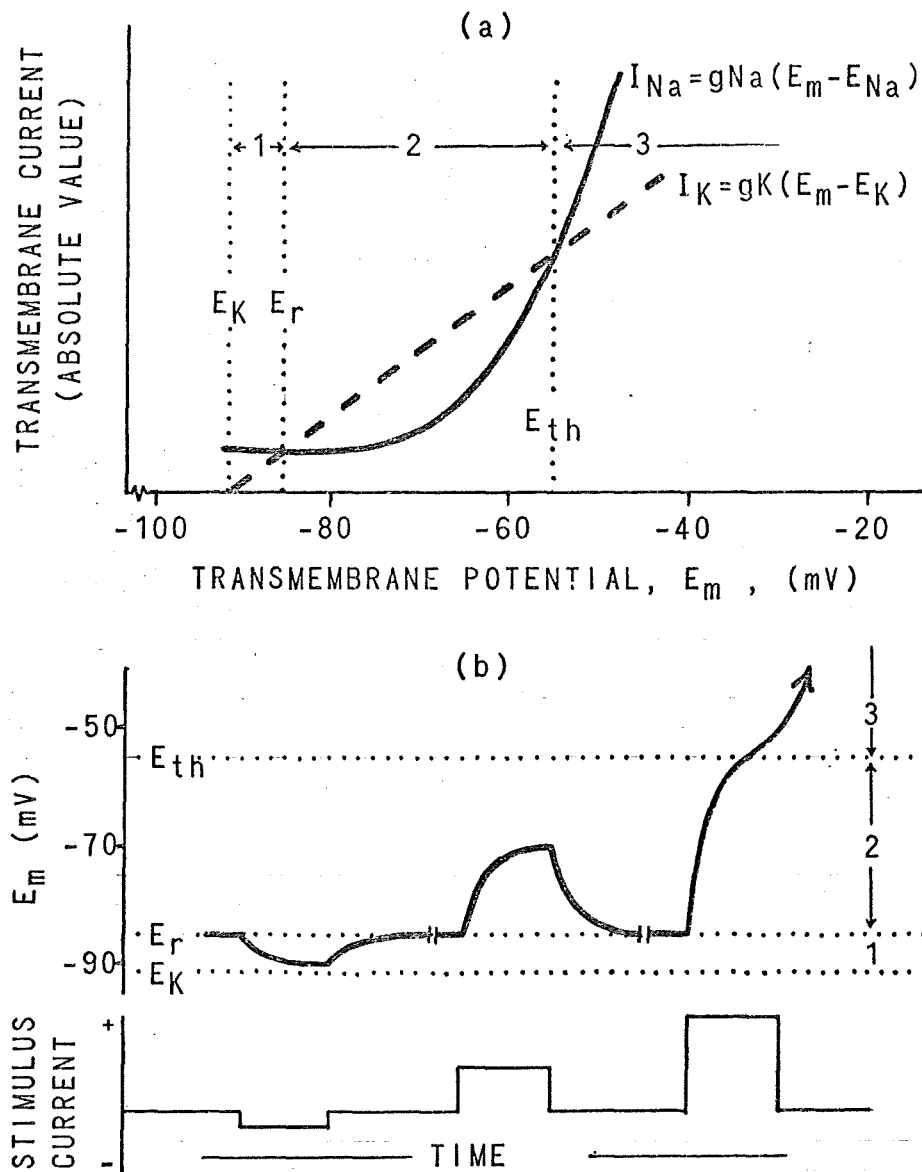 (a)
TRANSMEMBRANE CURRENT
(ABSOLUTE VALUE)
I_Na=gNa(E_m-E_Na)
1
2
3
I_K=gK(E_m-E_K)
E_K
E_r
E_th
-100
-80
-60
-40
-20
TRANSMEMBRANE POTENTIAL, E_m , (mV)
(b)
E_m (mV)
-50
3
E_th
-70
2
E_r
-90
1
E_K
STIMULUS
CURRENT
+
-
TIME